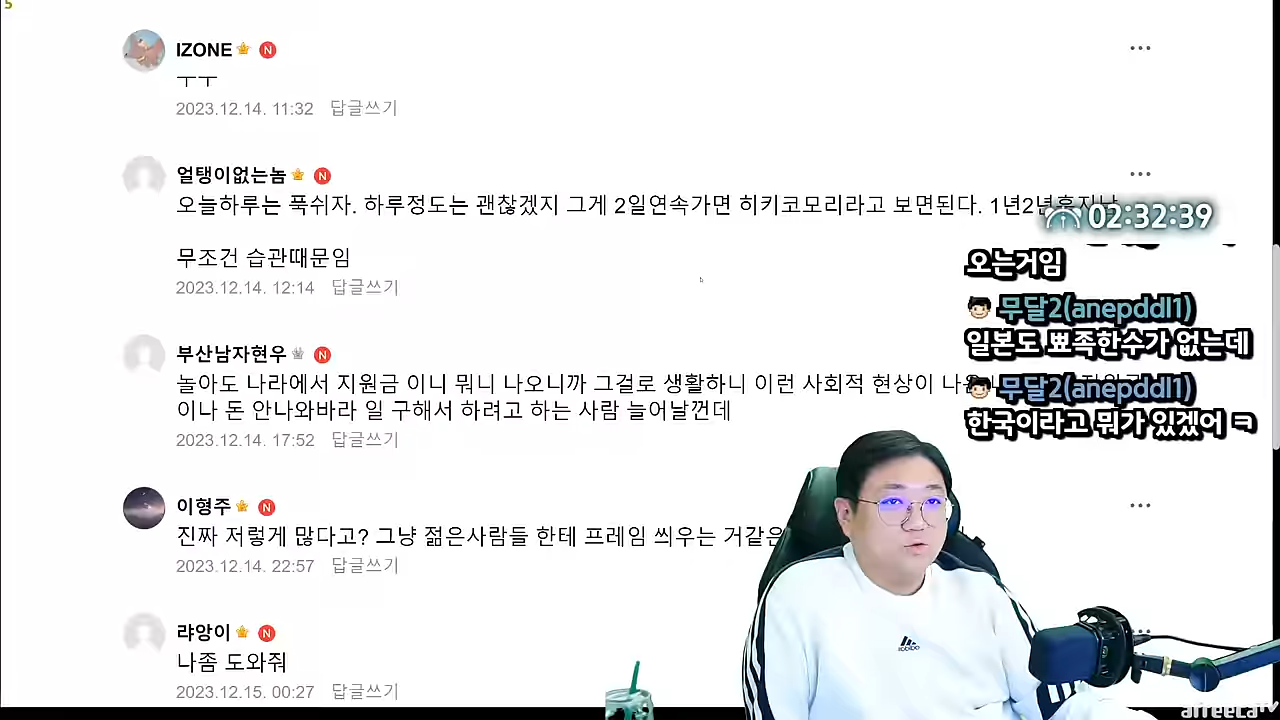 5
IZONE N
ㅜㅜ
2023.12.14. 11:32 답글쓰기
얼탱이없는놈 N
오늘하루는 푹쉬자. 하루정도는 괜찮겠지 그게 2일연속가면 히키코모리라고 보면된다. 1년2년
무조건 습관때문임
2023.12.14. 12:14 답글쓰기
부산남자현우 N
놀아도 나라에서 지원금 이니 뭐니 나오니까 그걸로 생활하니 이런 사회적 현상이
이나 돈 안나와바라 일 구해서 하려고 하는 사람 늘어날껀데
2023.12.14. 17:52 답글쓰기
이형주 N
진짜 저렇게 많다고? 그냥 젊은사람들 한테 프레임 씌우는 거같은
2023.12.14. 22:57 답글쓰기
랴앙이 N
나좀 도와줘
2023.12.15. 00:27 답글쓰기
02:32:39
오는거임
무달2(anepddl1)
일본도 뾰족한수가 없는데
무달2(anepddl1)
한국이라고 뭐가 있겠어 ㅋ
adidas
afreecaTV